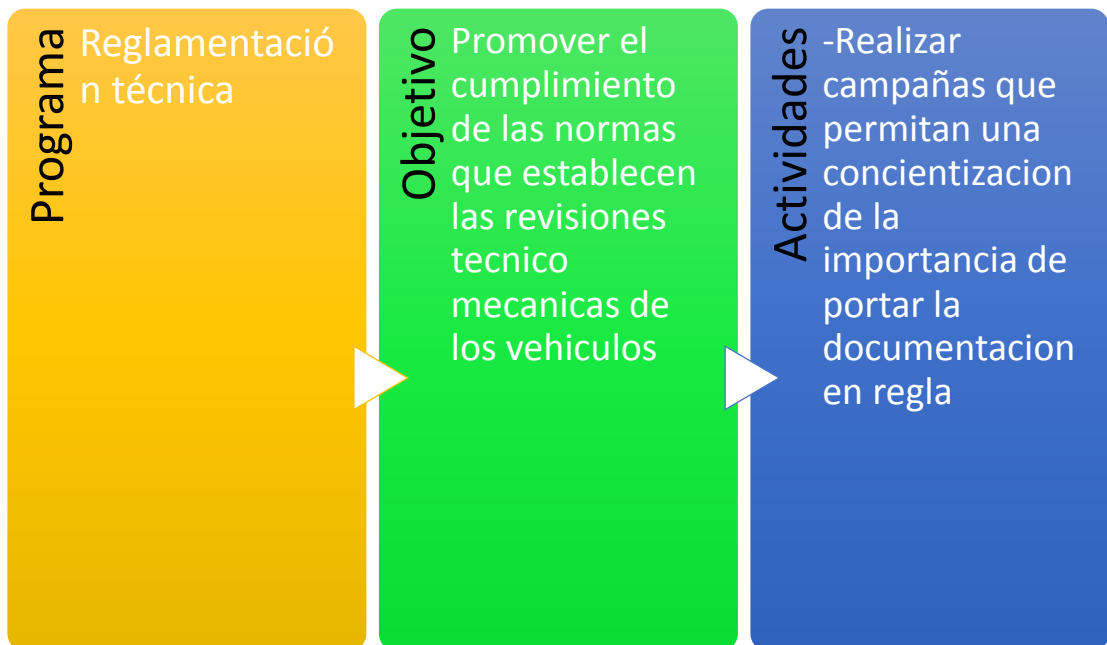 Programa
Reglamentació
n técnica
Objetivo
Promover el
cumplimiento
de las normas
que establecen
las revisiones
tecnico
mecanicas de
los vehiculos
Actividades
-Realizar
campañas que
permitan una
concientizacion
de la
importancia de
portar la
documentacion
en regla